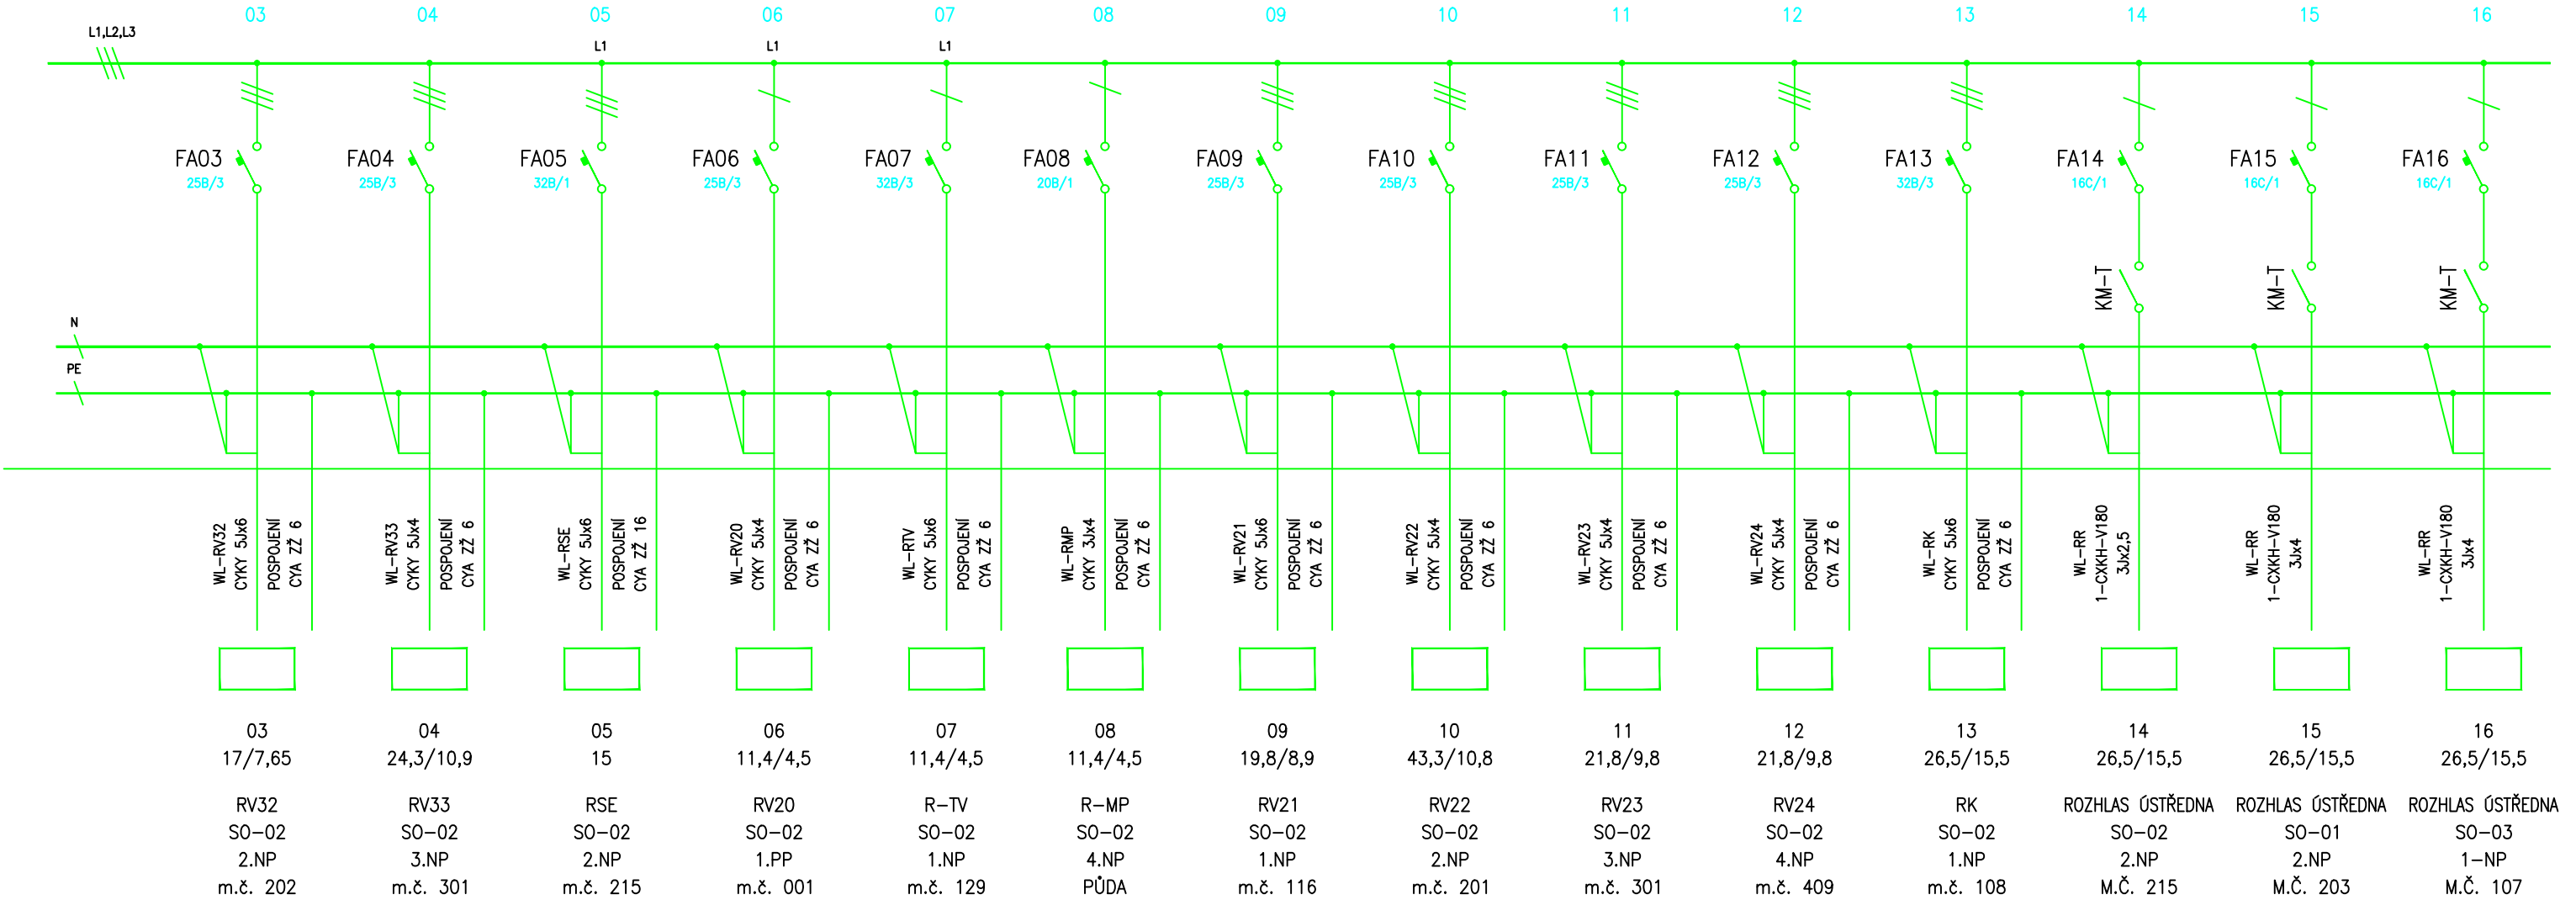 03 04 05 06 07 08 09 10 11 12 13 14 15 16
L1,L2,L3
L1 L1 L1
FA03 FA04 FA05 FA06 FA07 FA08 FA09 FA10 FA11 FA12 FA13 FA14 FA15 FA16
25B/3 25B/3 32B/1 25B/3 32B/3 20B/1 25B/3 25B/3 25B/3 25B/3 32B/3 16C/1 16C/1 16C/1
KM-T KM-T KM-T
N
PE
WL-RV32
CYKY 5Jx6
POSPOJENÍ
CYA ZŽ 6
WL-RV33
CYKY 5Jx4
POSPOJENÍ
CYA ZŽ 6
WL-RSE
CYKY 5Jx6
POSPOJENÍ
CYA ZŽ 16
WL-RV20
CYKY 5Jx4
POSPOJENÍ
CYA ZŽ 6
WL-RTV
CYKY 5Jx6
POSPOJENÍ
CYA ZŽ 6
WL-RMP
CYKY 3Jx4
POSPOJENÍ
CYA ZŽ 6
WL-RV21
CYKY 5Jx6
POSPOJENÍ
CYA ZŽ 6
WL-RV22
CYKY 5Jx4
POSPOJENÍ
CYA ZŽ 6
WL-RV23
CYKY 5Jx4
POSPOJENÍ
CYA ZŽ 6
WL-RV24
CYKY 5Jx4
POSPOJENÍ
CYA ZŽ 6
WL-RK
CYKY 5Jx6
POSPOJENÍ
CYA ZŽ 6
WL-RR
1-CXKH-V180
3Jx2,5
WL-RR
1-CXKH-V180
3Jx4
WL-RR
1-CXKH-V180
3Jx4
03 04 05 06 07 08 09 10 11 12 13 14 15 16
17/7,65 24,3/10,9 15 11,4/4,5 11,4/4,5 11,4/4,5 19,8/8,9 43,3/10,8 21,8/9,8 21,8/9,8 26,5/15,5 26,5/15,5 26,5/15,5 26,5/15,5
RV32 RV33 RSE RV20 R-TV R-MP RV21 RV22 RV23 RV24 RK ROZHLAS ÚSTŘEDNA ROZHLAS ÚSTŘEDNA ROZHLAS ÚSTŘEDNA
SO-02 SO-02 SO-02 SO-02 SO-02 SO-02 SO-02 SO-02 SO-02 SO-02 SO-02 SO-02 SO-01 SO-03
2.NP 3.NP 2.NP 1.PP 1.NP 4.NP 1.NP 2.NP 3.NP 4.NP 1.NP 2.NP 2.NP 1-NP
m.č. 202 m.č. 301 m.č. 215 m.č. 001 m.č. 129 PŮDA m.č. 116 m.č. 201 m.č. 301 m.č. 409 m.č. 108 M.Č. 215 M.Č. 203 M.Č. 107